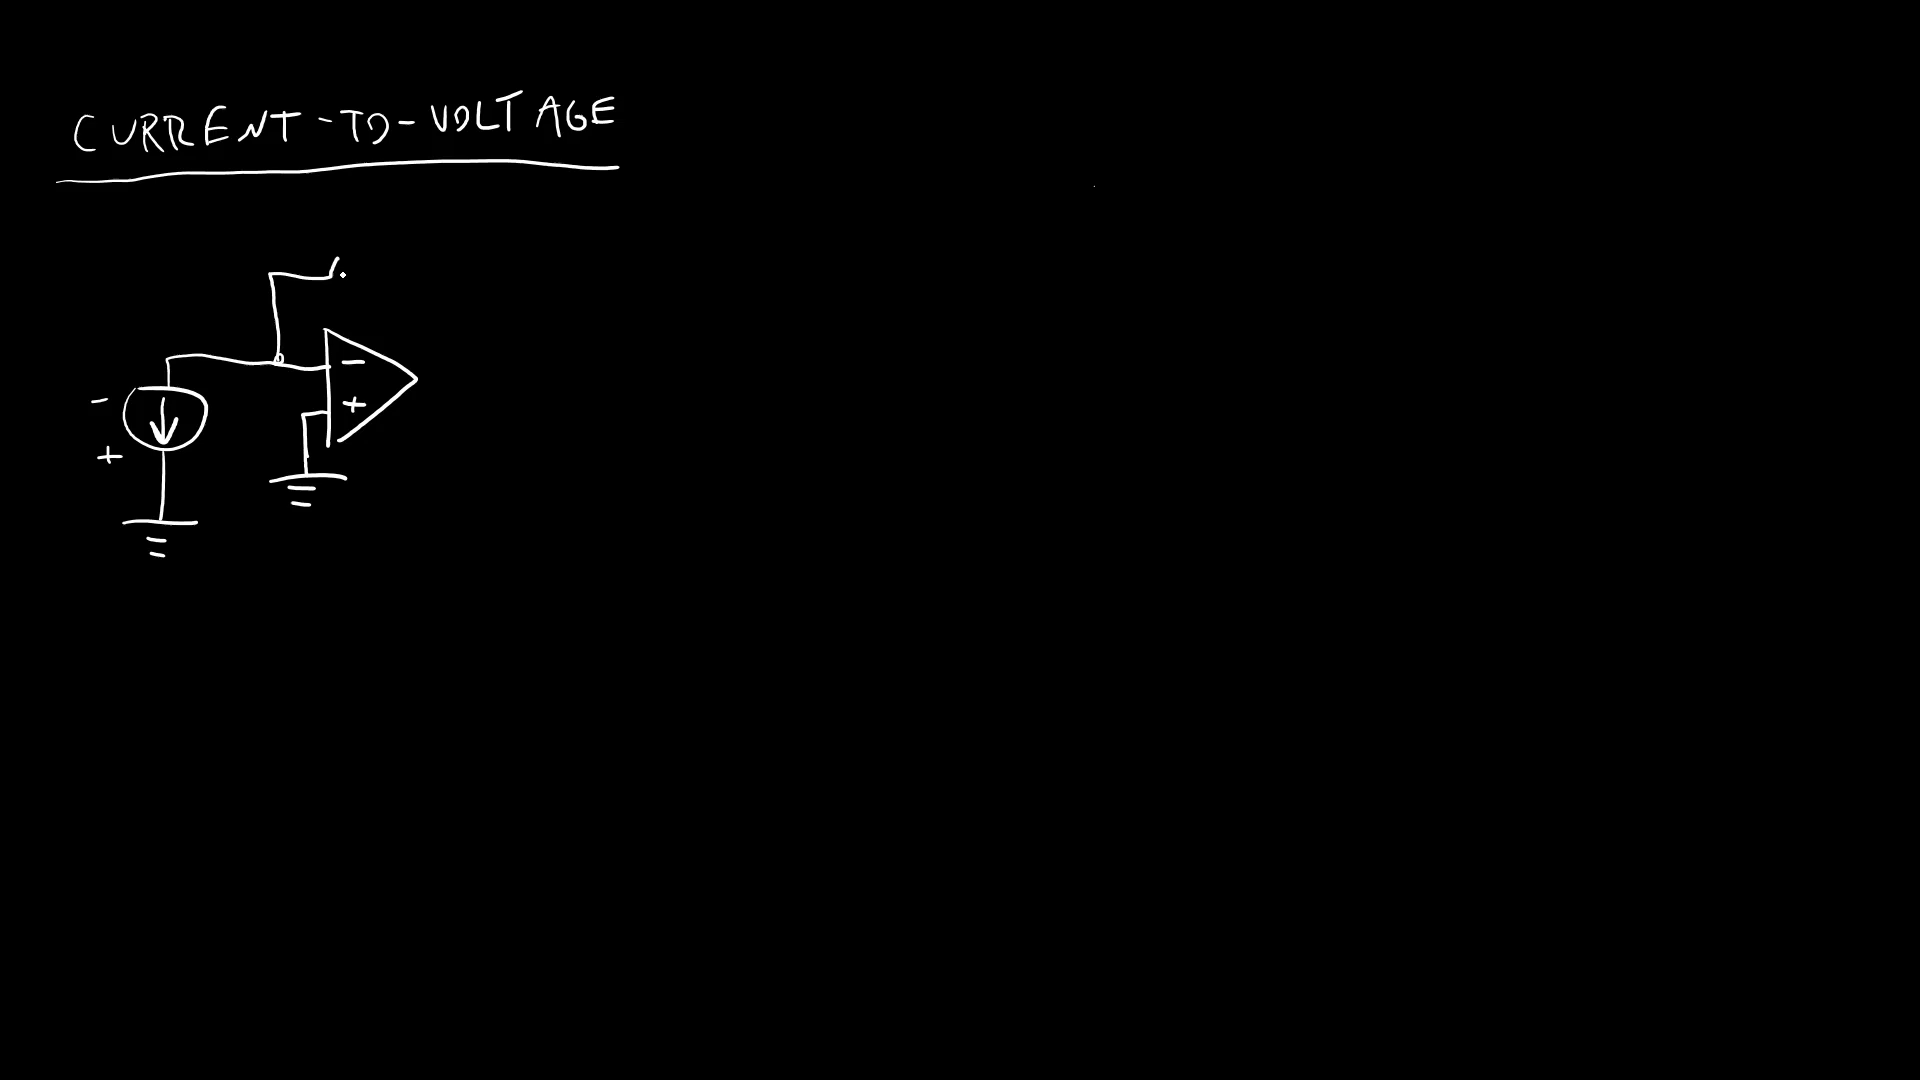 CURRENT-TO-VOLTAGE
-
-
+
+